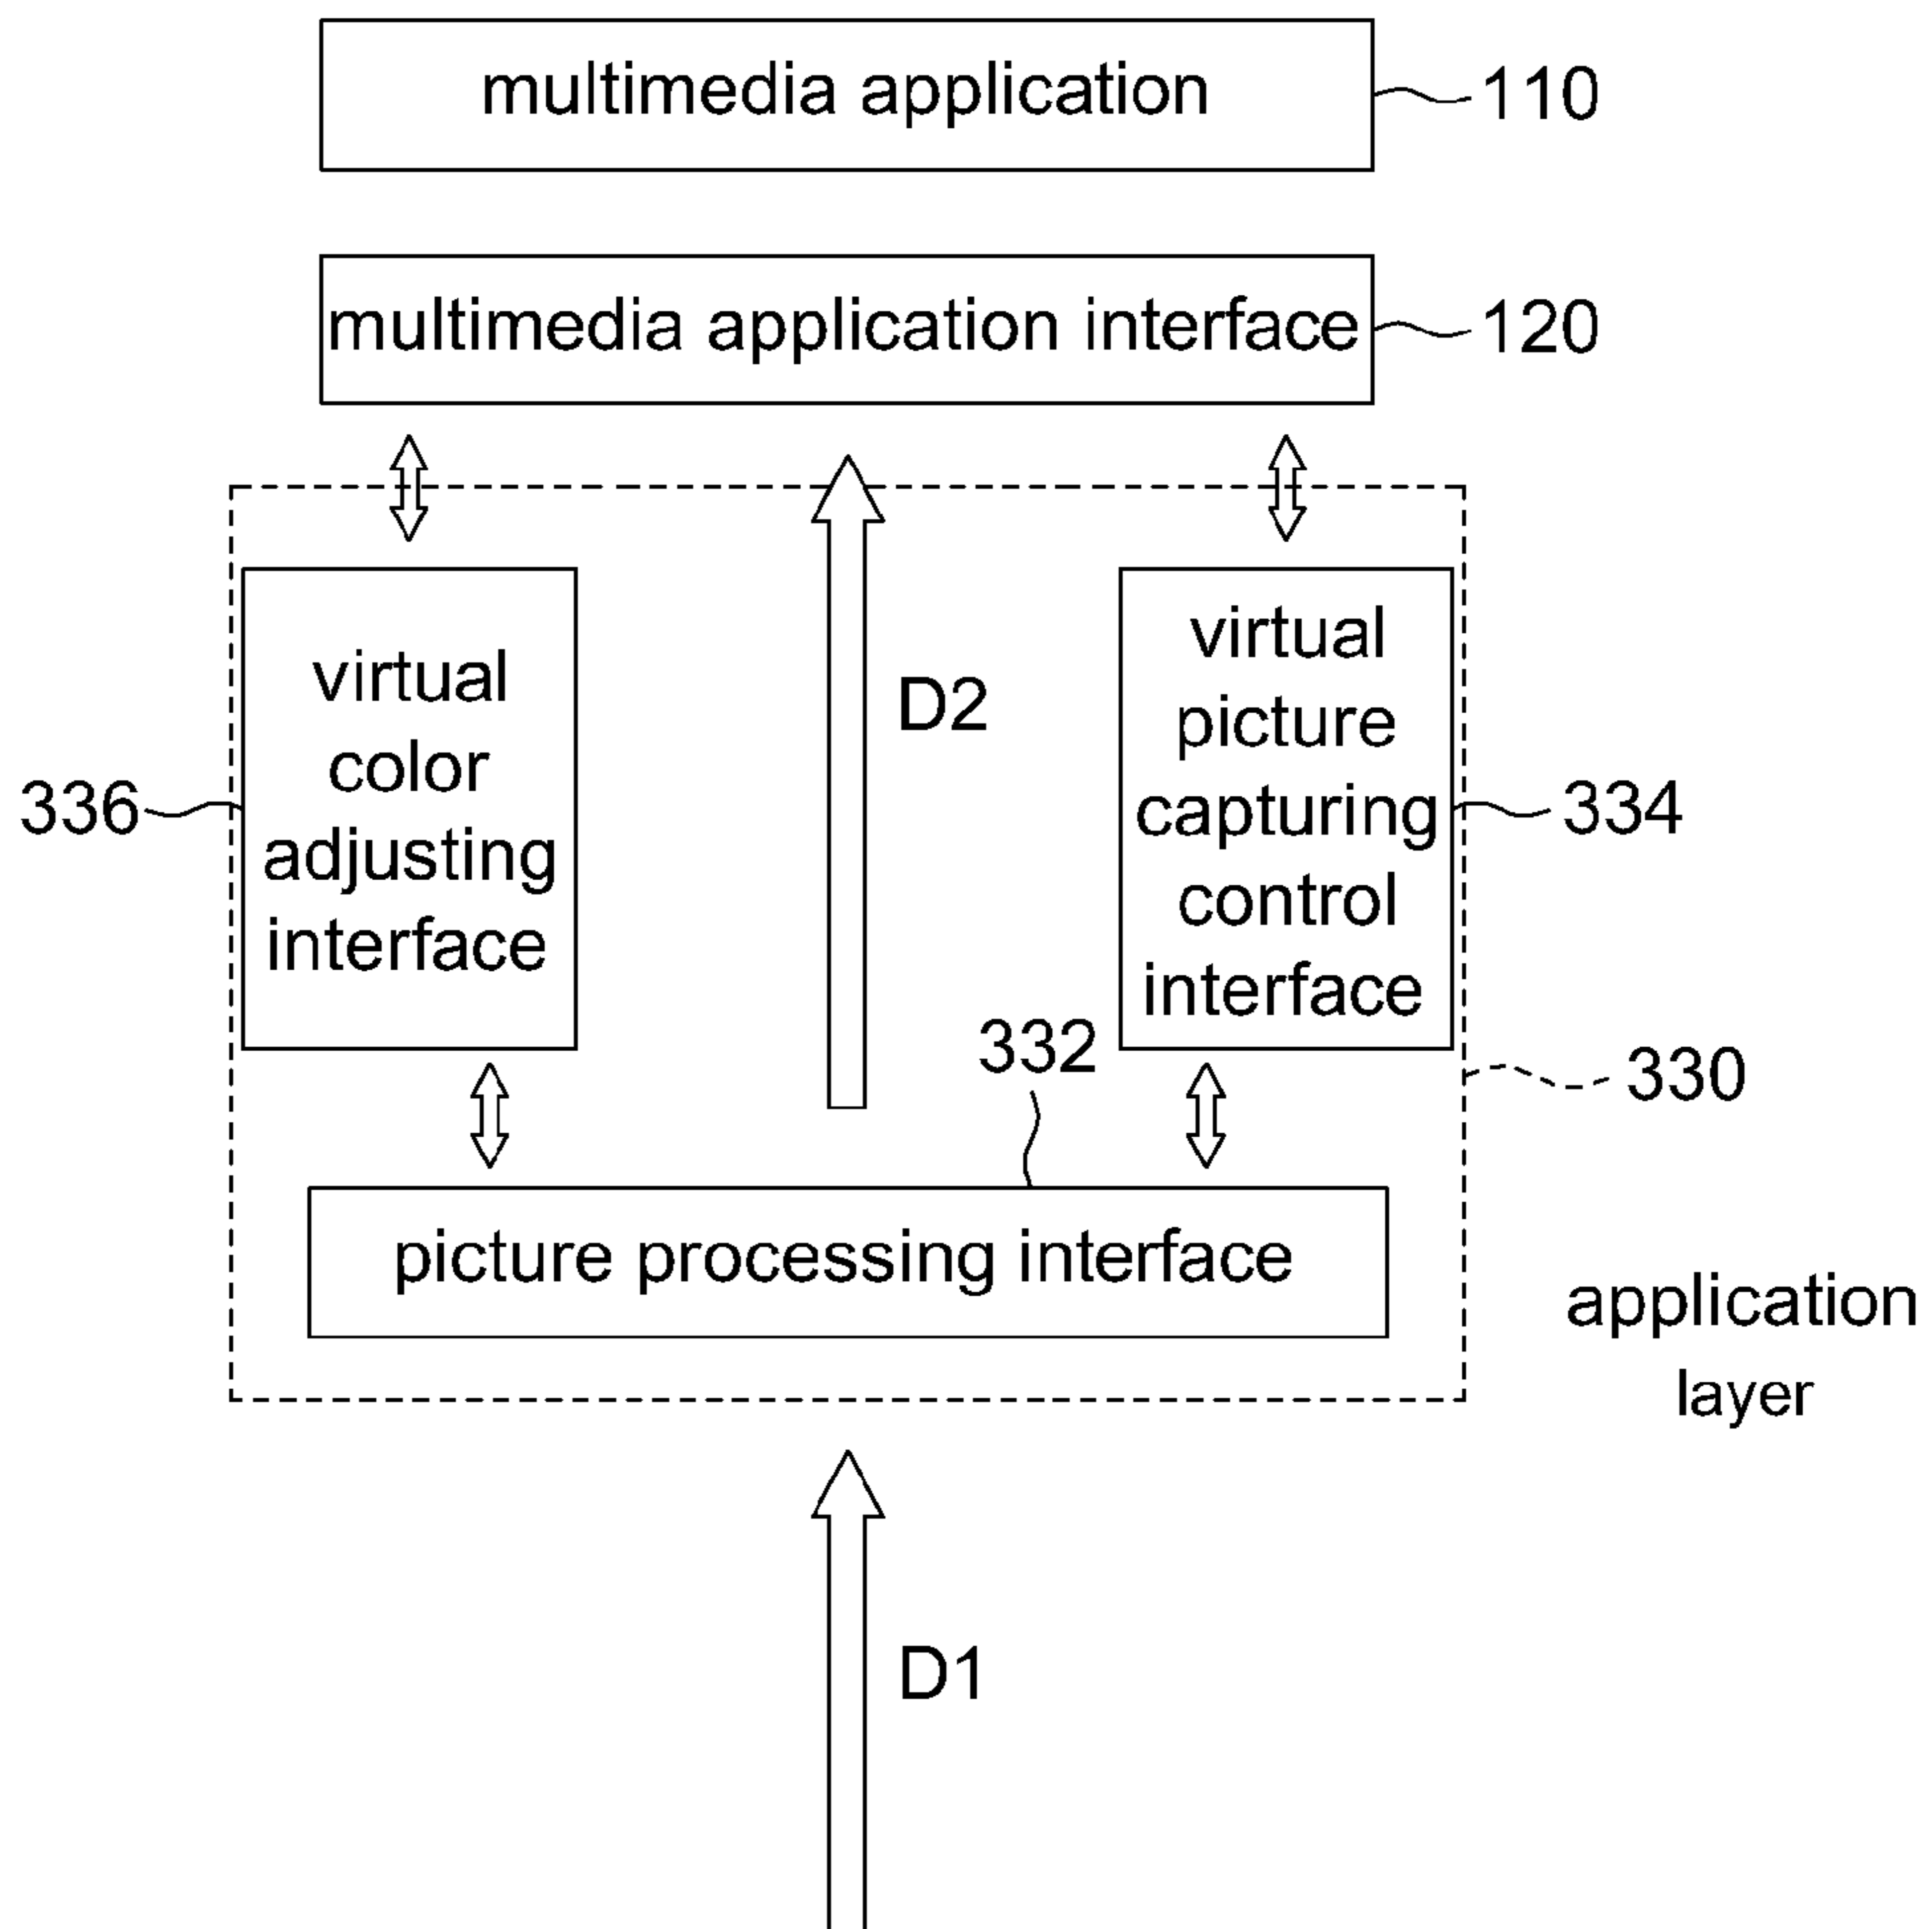 multimedia application
110
multimedia application interface
120
virtual
color
adjusting
interface
336
D2
virtual
picture
capturing
control
interface
334
332
330
picture processing interface
application
layer
D1